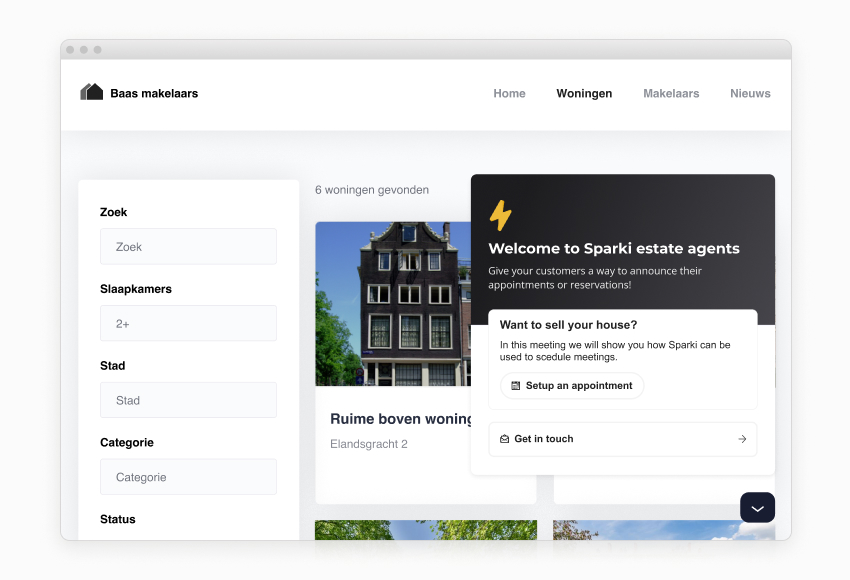 Baas makelaars
Home Woningen Makelaars Nieuws
Zoek
Zoek
Slaapkamers
2+
Stad
Stad
Categorie
Categorie
Status
6 woningen gevonden
Ruime boven woning
Elandsgracht 2
Welcome to Sparki estate agents
Give your customers a way to announce their
appointments or reservations!
Want to sell your house?
In this meeting we will show you how Sparki can be
used to scedule meetings.
Setup an appointment
Get in touch